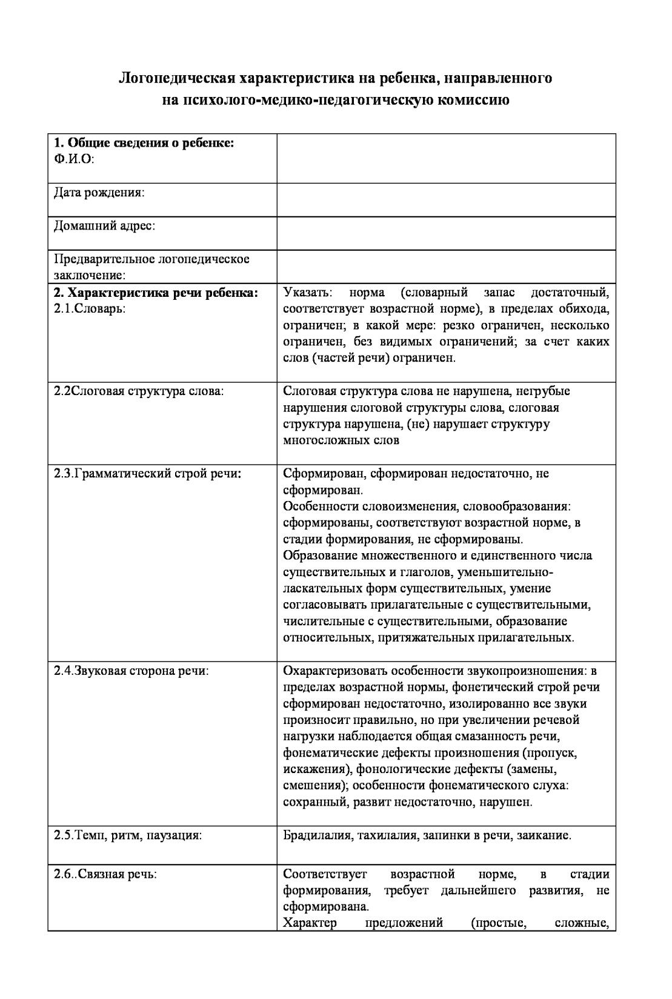 Логопедическая характеристика на ребенка, направленного
на психолого-медико-педагогическую комиссию
1. Общие сведения о ребенке:
Ф.И.О:
Дата рождения:
Домашний адрес:
Предварительное логопедическое
заключение:
2. Характеристика речи ребенка:
2.1.Словарь:
Указать: норма (словарный запас достаточный,
соответствует возрастной норме), в пределах обихода,
ограничен; в какой мере: резко ограничен, несколько
ограничен, без видимых ограничений; за счет каких
слов (частей речи) ограничен.
2.2Слоговая структура слова:
Слоговая структура слова не нарушена, негрубые
нарушения слоговой структуры слова, слоговая
структура нарушена, (не) нарушает структуру
многосложных слов
2.3.Грамматический строй речи:
Сформирован, сформирован недостаточно, не
сформирован.
Особенности словоизменения, словообразования:
сформированы, соответствуют возрастной норме, в
стадии формирования, не сформированы.
Образование множественного и единственного числа
существительных и глаголов, уменьшительно-
ласкательных форм существительных, умение
согласовывать прилагательные с существительными,
числительные с существительными, образование
относительных, притяжательных прилагательных.
2.4.Звуковая сторона речи:
Охарактеризовать особенности звукопроизношения: в
пределах возрастной нормы, фонетический строй речи
сформирован недостаточно, изолированно все звуки
произносит правильно, но при увеличении речевой
нагрузки наблюдается общая смазанность речи,
фонематические дефекты произношения (пропуск,
искажения), фонологические дефекты (замены,
смешения); особенности фонематического слуха:
сохранный, развит недостаточно, нарушен.
2.5.Темп, ритм, паузация:
Брадилалия, тахилалия, запинки в речи, заикание.
2.6..Связная речь:
Соответствует возрастной норме, в стадии
формирования, требует дальнейшего развития, не
сформирована.
Характер предложений (простые, сложные,